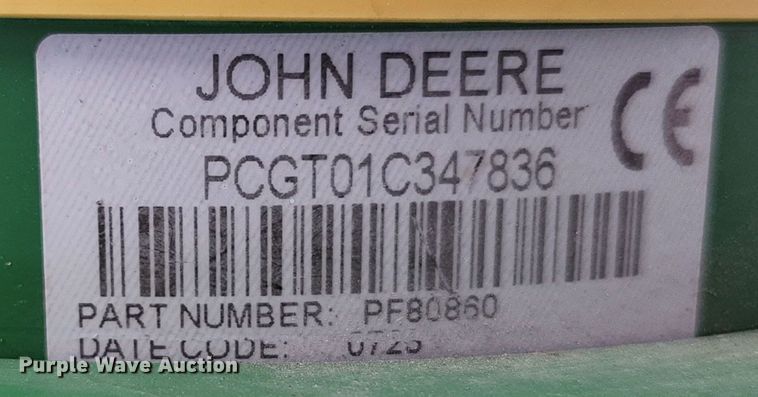 JOHN DEERE
Component Serial Number
CE
PCGT01C347836
PART NUMBER: PF80860
DATE CODE:
Purple Wave Auction